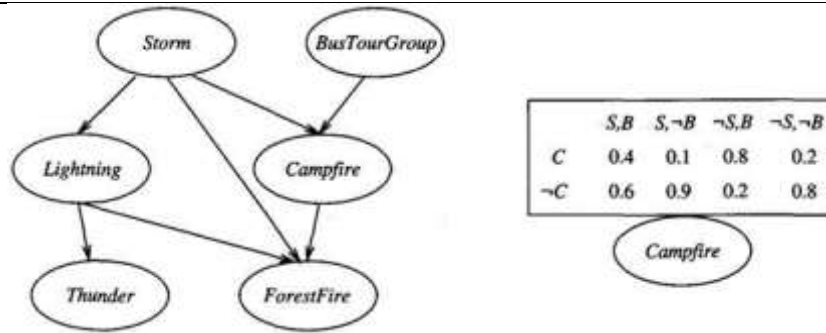 Storm BusTourGroup
S,B S,¬B ¬S,B ¬S,¬B
Lightning Campfire
C 0.4 0.1 0.8 0.2
¬C 0.6 0.9 0.2 0.8
Campfire
Thunder ForestFire